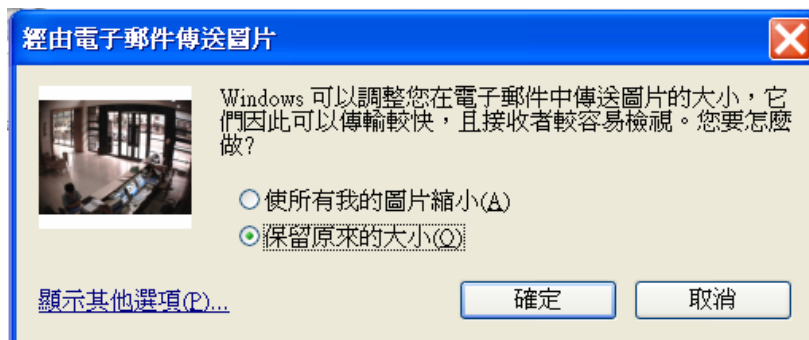 經由電子郵件傳送圖片
Windows 可以調整您在電子郵件中傳送圖片的大小，它
們因此可以傳輸較快，且接收者較容易檢視。您要怎麼
做?
使所有我的圖片縮小(A)
保留原來的大小(O)
顯示其他選項(P)...
確定
取消